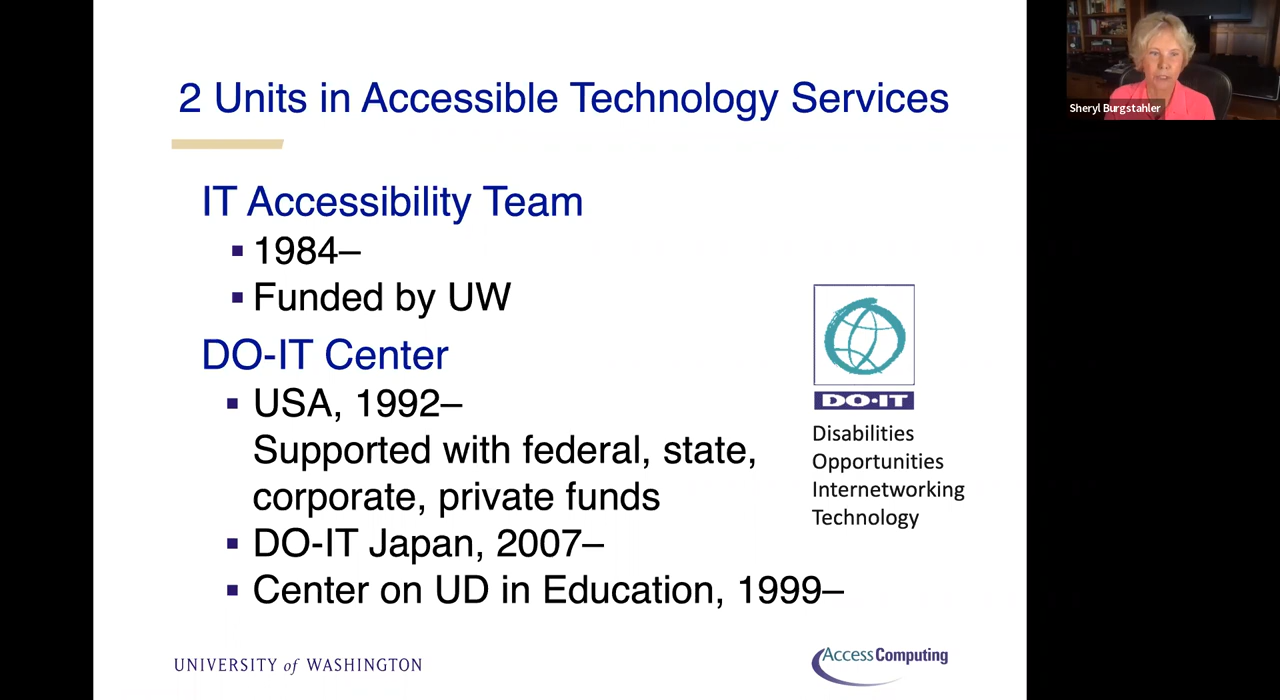 2 Units in Accessible Technology Services
IT Accessibility Team
1984–
Funded by UW
DO-IT Center
USA, 1992–
Supported with federal, state,
corporate, private funds
DO-IT Japan, 2007–
Center on UD in Education, 1999–
DO•IT
Disabilities
Opportunities
Internetworking
Technology
UNIVERSITY of WASHINGTON
AccessComputing
Sheryl Burgstahler